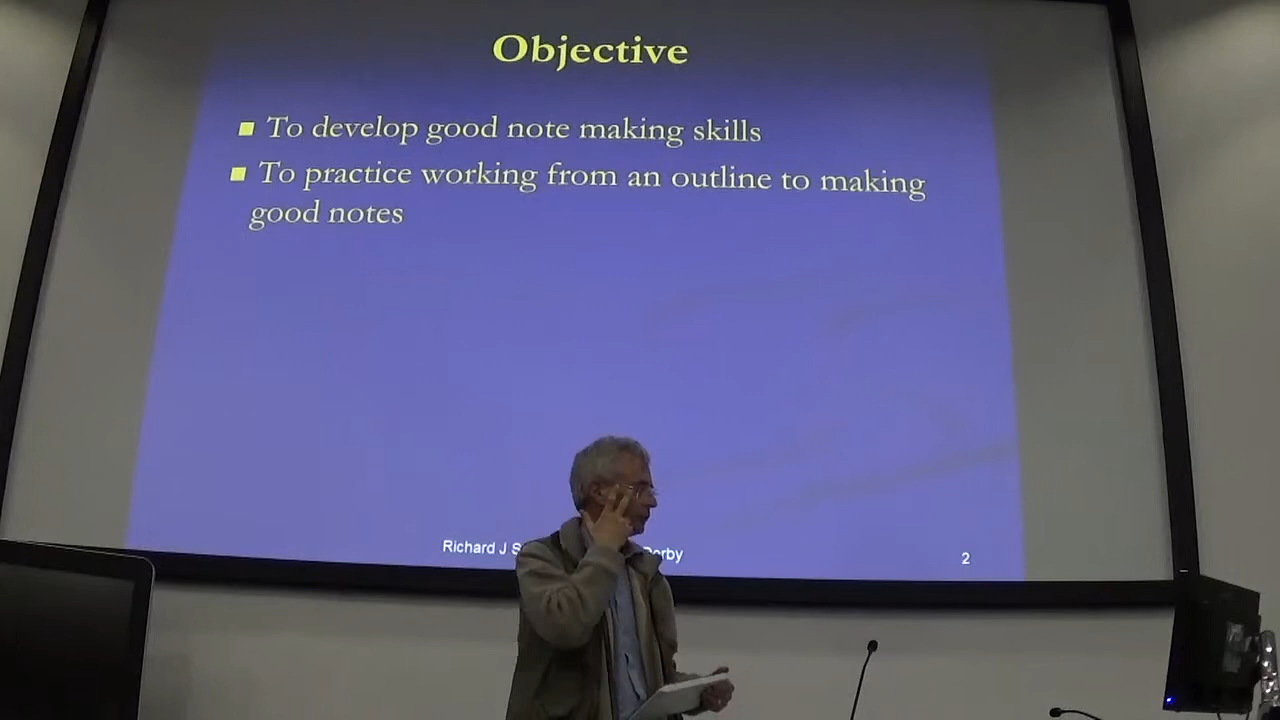 Objective
■ To develop good note making skills
■ To practice working from an outline to making
good notes
Richard J
2